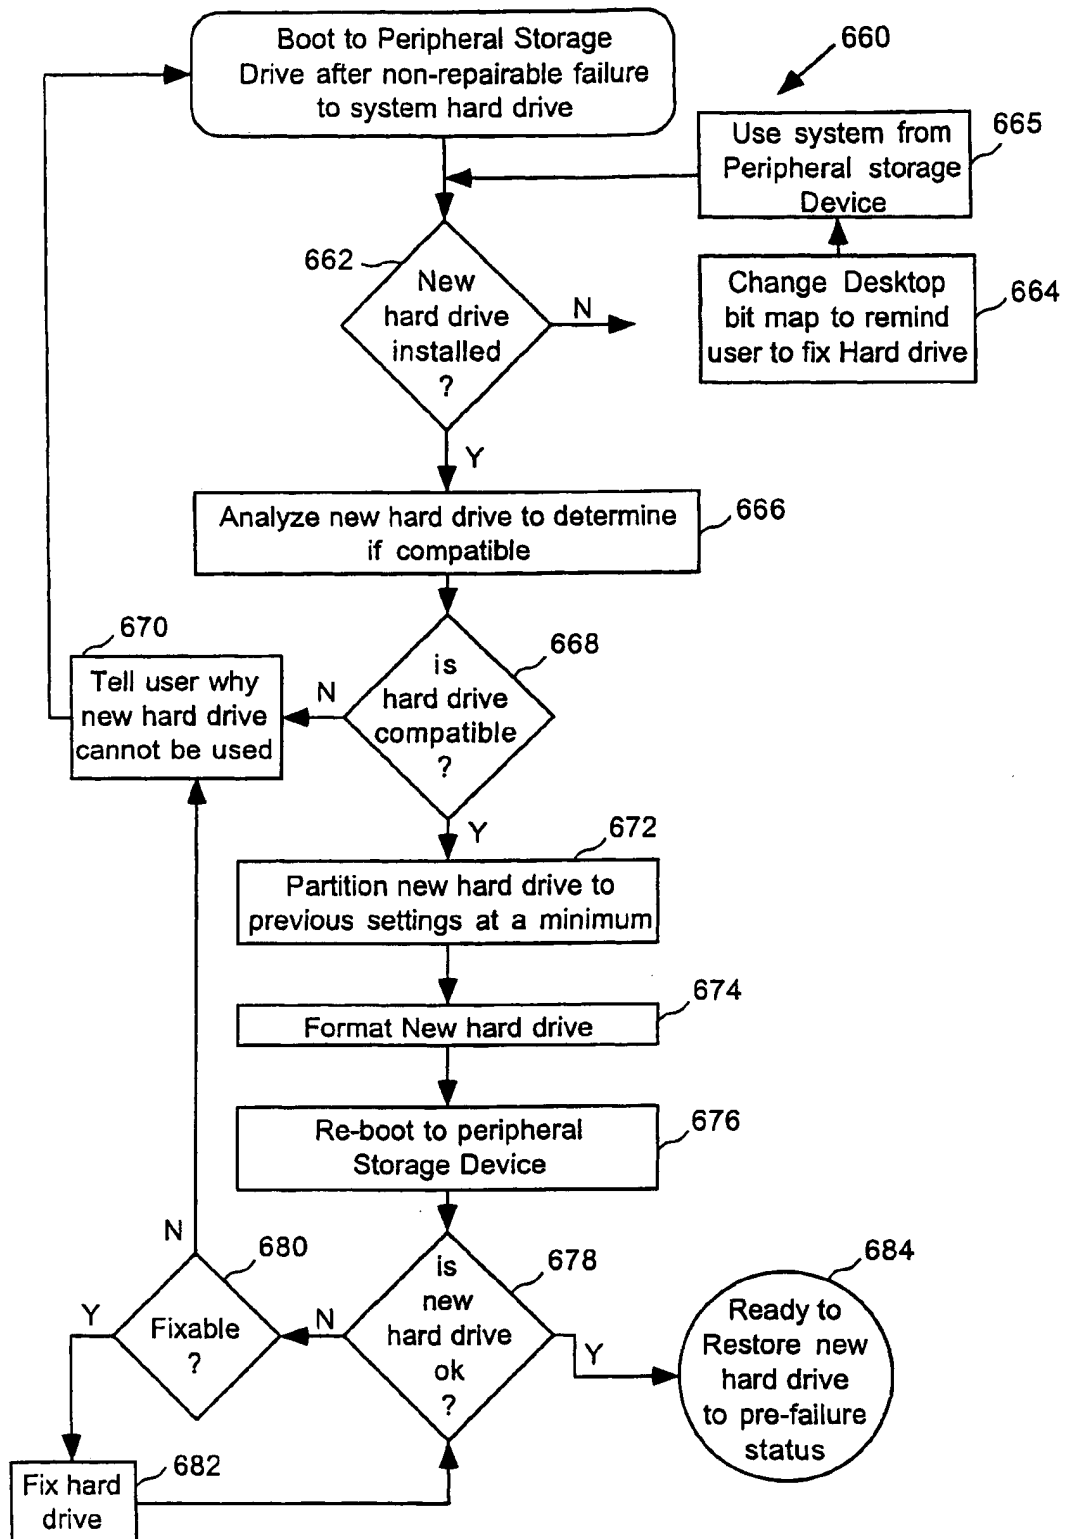 Boot to Peripheral Storage
Drive after non-repairable failure
to system hard drive
660
Use system from
Peripheral storage
Device
665
662
New
hard drive
installed
?
N
Change Desktop
bit map to remind
user to fix Hard drive
664
Y
Analyze new hard drive to determine
if compatible
666
670
Tell user why
new hard drive
cannot be used
N
is
hard drive
compatible
?
668
Y
672
Partition new hard drive to
previous settings at a minimum
674
Format New hard drive
Re-boot to peripheral
Storage Device
676
N
680
Y
Fixable
?
N
is
new
hard drive
ok
?
678
Y
684
Ready to
Restore new
hard drive
to pre-failure
status
Fix hard
drive
682